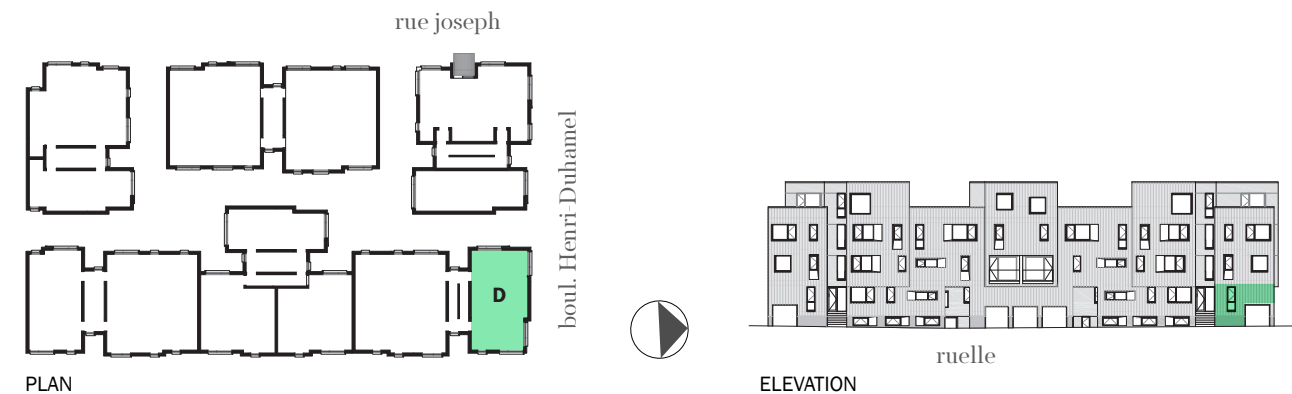 rue joseph
boul. Henri-Duhamel
D
PLAN
ruelle
ELEVATION